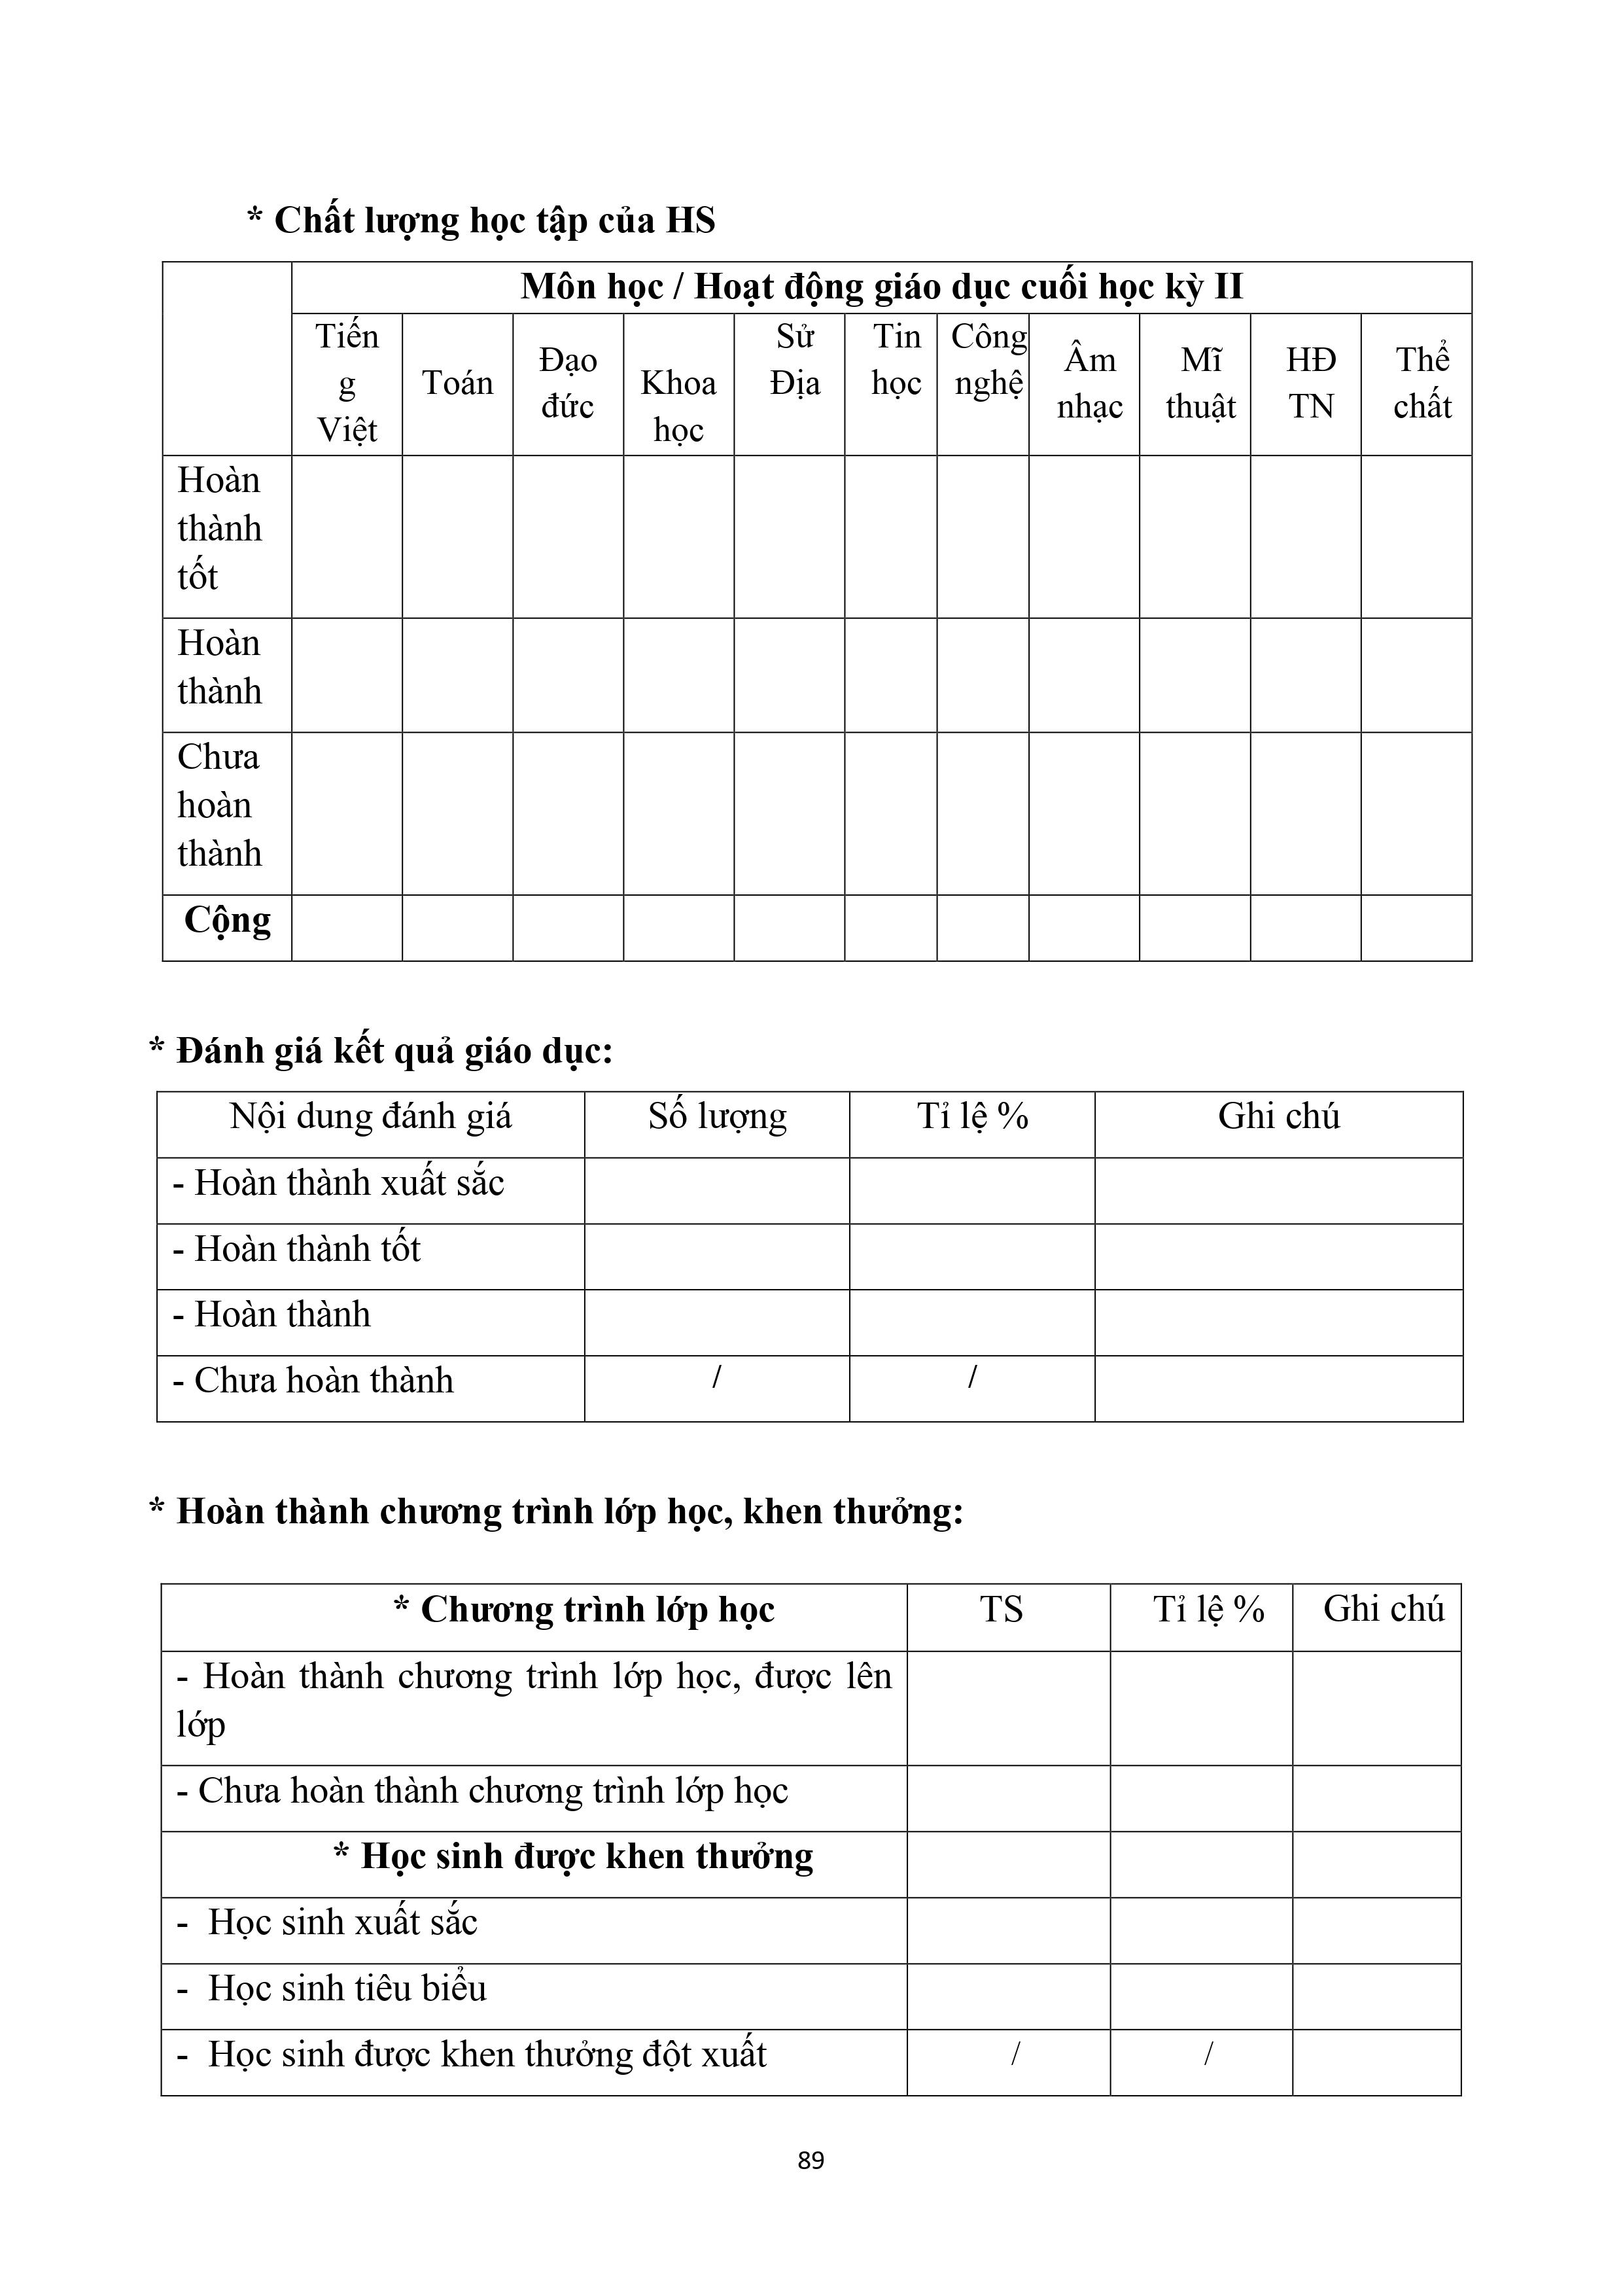 * Chất lượng học tập của HS
Môn học / Hoạt động giáo dục cuối học kỳ II
Tiến
g
Việt
Toán
Đạo
đức
Khoa
học
Sử
Địa
Tin
học
Công
nghệ
Âm
nhạc
Mĩ
thuật
HĐ
TN
Thể
chất
Hoàn
thành
tốt
Hoàn
thành
Chưa
hoàn
thành
Cộng
* Đánh giá kết quả giáo dục:
Nội dung đánh giá Số lượng Tỉ lệ % Ghi chú
- Hoàn thành xuất sắc
- Hoàn thành tốt
- Hoàn thành
- Chưa hoàn thành / /
* Hoàn thành chương trình lớp học, khen thưởng:
* Chương trình lớp học TS Tỉ lệ % Ghi chú
- Hoàn thành chương trình lớp học, được lên
lớp
- Chưa hoàn thành chương trình lớp học
* Học sinh được khen thưởng
- Học sinh xuất sắc
- Học sinh tiêu biểu
- Học sinh được khen thưởng đột xuất / /
89